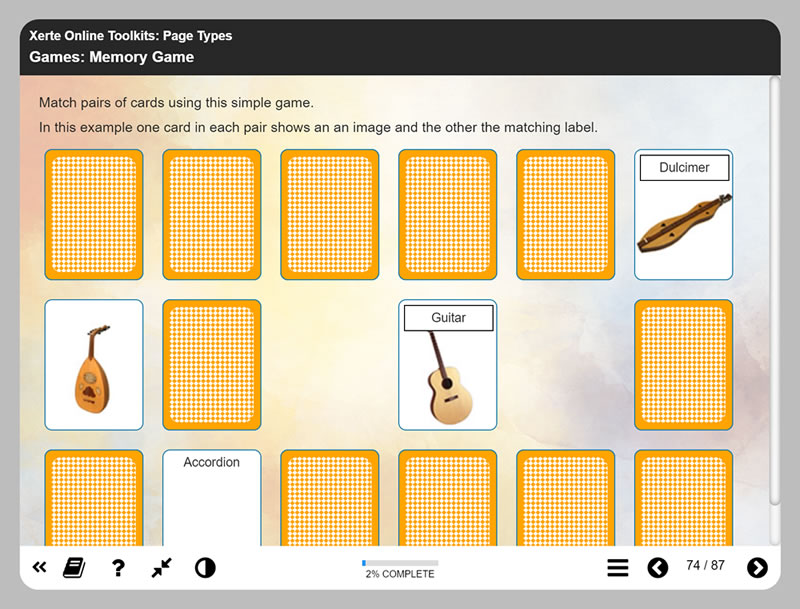 Xerte Online Toolkits: Page Types
Games: Memory Game
Match pairs of cards using this simple game.
In this example one card in each pair shows an an image and the other the matching label.
Dulcimer
Guitar
Accordion
?
2% COMPLETE
74 / 87